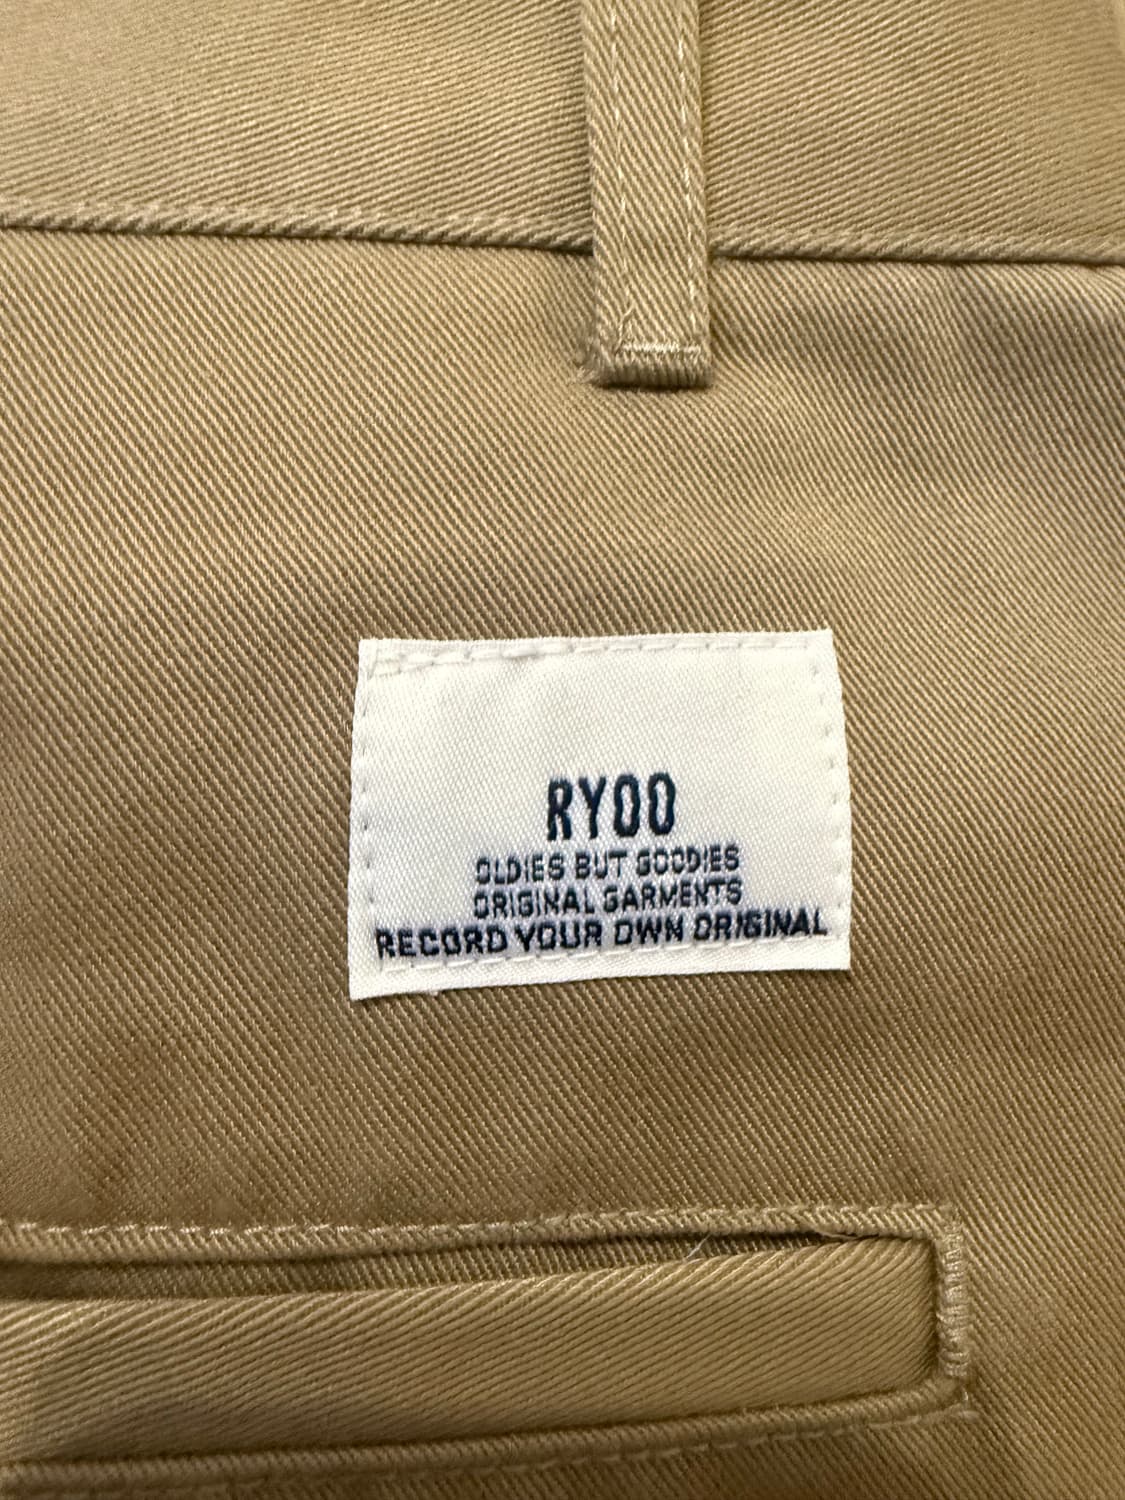 RYOO
OLDIES BUT GOODIES
ORIGINAL GARMENTS
RECORD YOUR OWN ORIGINAL